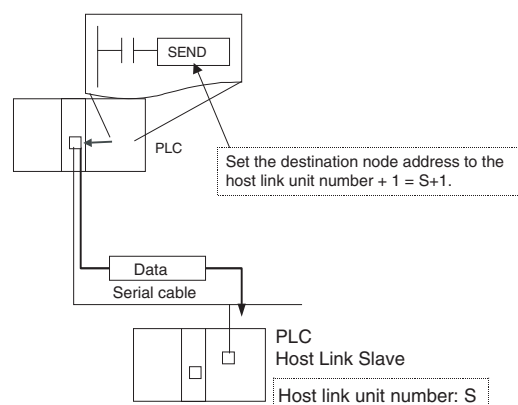 SEND
PLC
Set the destination node address to the
host link unit number + 1 = S+1.
Data
Serial cable
PLC
Host Link Slave
Host link unit number: S